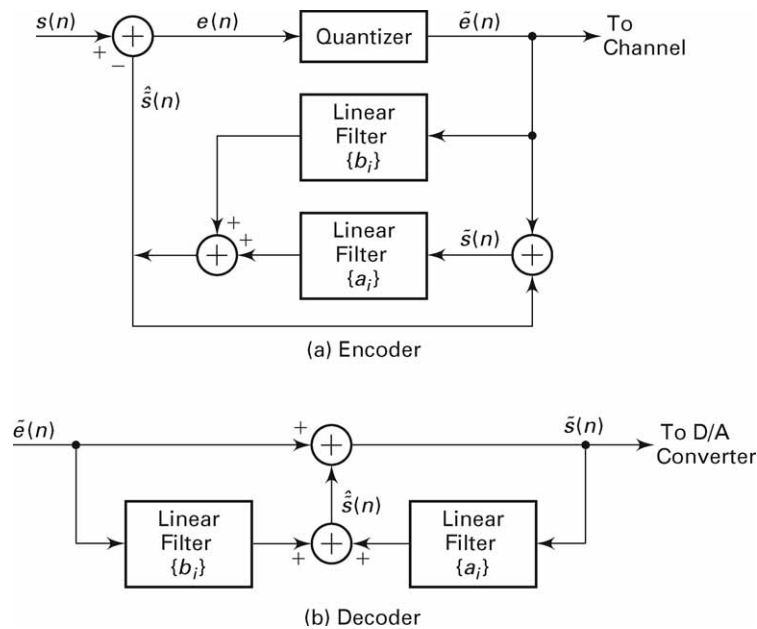 s(n)
+
−
e(n)
Quantizer
ẽ(n)
To
Channel
ŝ̃(n)
Linear
Filter
{bᵢ}
+
+
Linear
Filter
{aᵢ}
s̃(n)
(a) Encoder
ẽ(n)
+
s̃(n)
To D/A
Converter
ŝ̃(n)
Linear
Filter
{bᵢ}
+
+
Linear
Filter
{aᵢ}
(b) Decoder